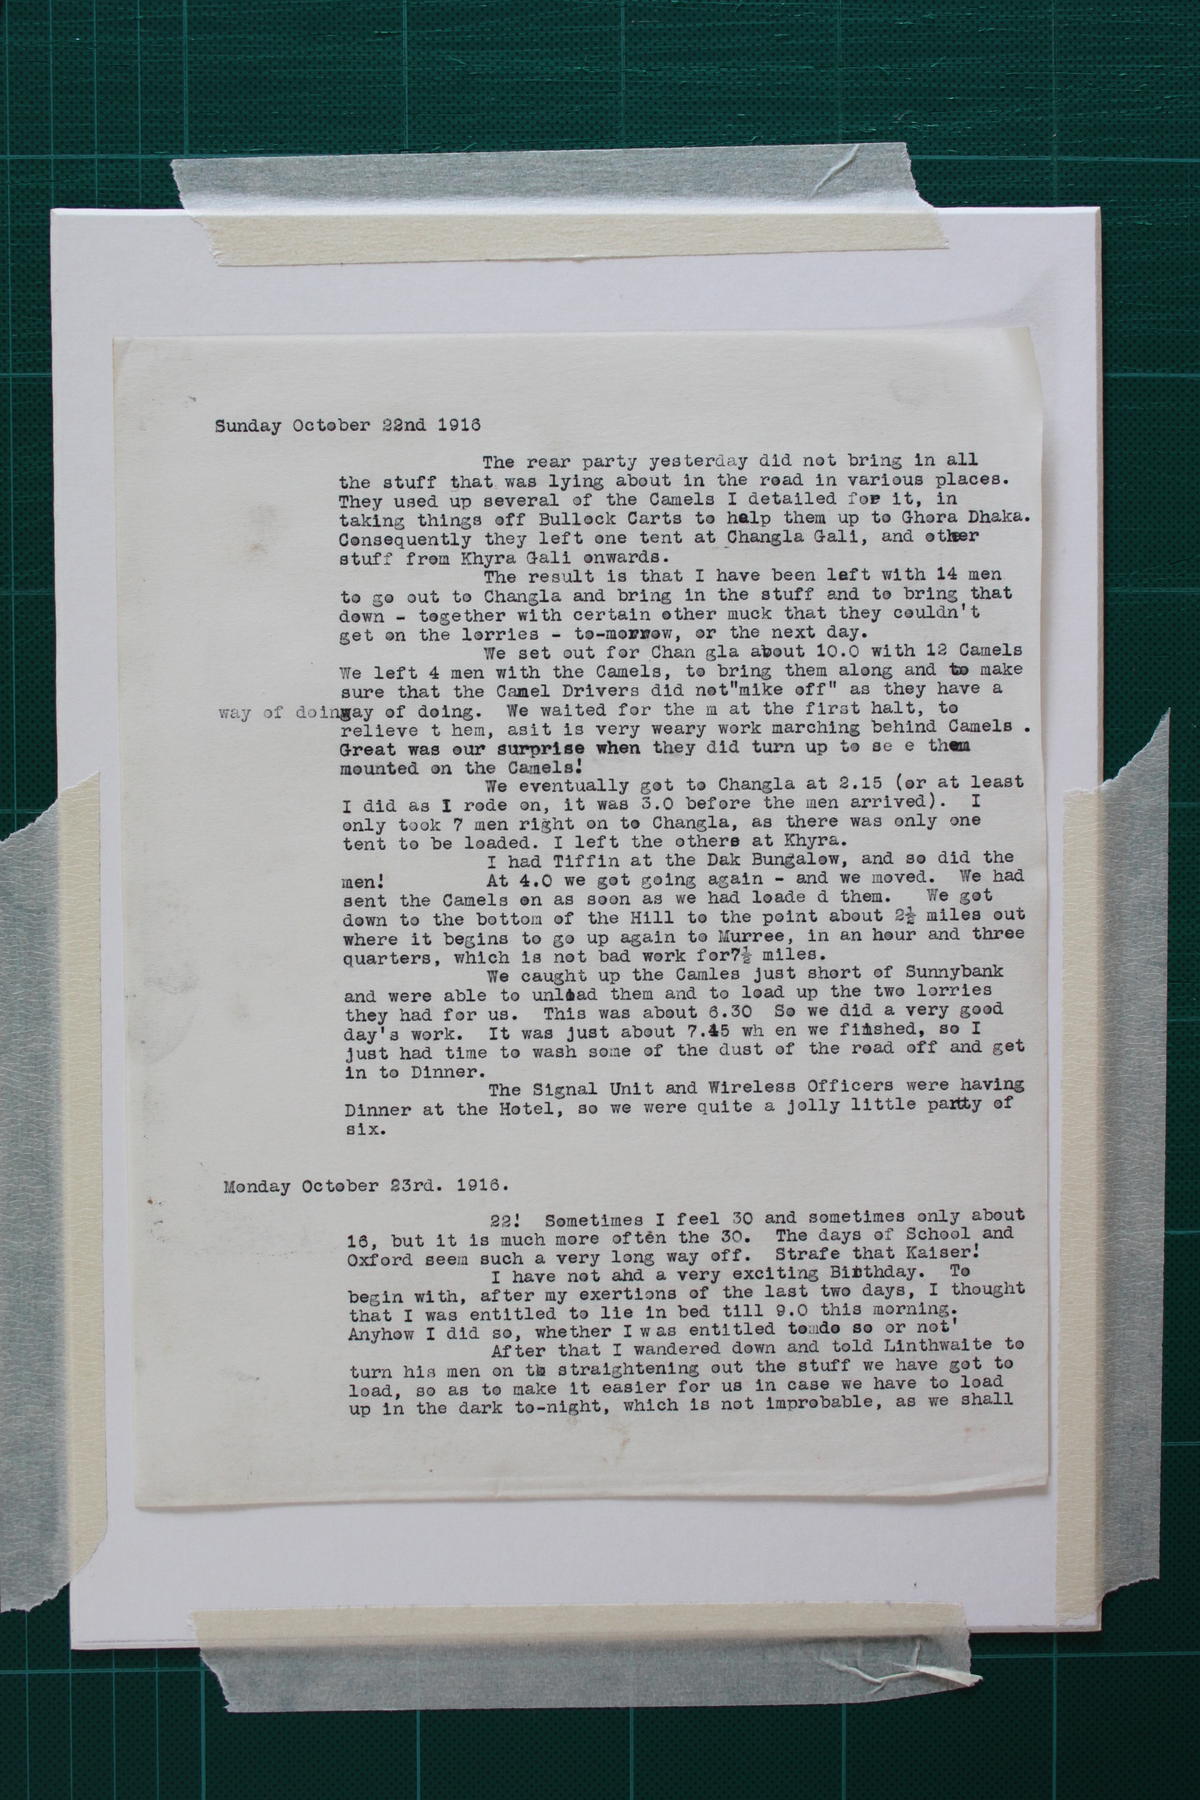 Sunday October 22nd 1916
The rear party yesterday did not bring in all
the stuff that was lying about in the road in various places.
They used up several of the Camels I detailed for it, in
taking things off Bullock Carts to help them up to Ghora Dhaka.
Consequently they left one tent at Changla Gali, and other
stuff from Khyra Gali onwards.
The result is that I have been left with 14 men
to go out to Changla and bring in the stuff and to bring that
down - together with certain other muck that they couldn't
get on the lorries - to-morrow, or the next day.
We set out for Chan gla about 10.0 with 12 Camels
We left 4 men with the Camels, to bring them along and to make
sure that the Camel Drivers did not"mike off" as they have a
way of doingway of doing. We waited for the m at the first halt, to
relieve t hem, asit is very weary work marching behind Camels .
Great was our surprise when they did turn up to se e them
mounted on the Camels!
We eventually got to Changla at 2.15 (or at least
I did as I rode on, it was 3.0 before the men arrived). I
only took 7 men right on to Changla, as there was only one
tent to be loaded. I left the others at Khyra.
I had Tiffin at the Dak Bungalow, and so did the
men! At 4.0 we got going again - and we moved. We had
sent the Camels on as soon as we had loade d them. We got
down to the bottom of the Hill to the point about 2½ miles out
where it begins to go up again to Murree, in an hour and three
quarters, which is not bad work for7½ miles.
We caught up the Camles just short of Sunnybank
and were able to unload them and to load up the two lorries
they had for us. This was about 6.30 So we did a very good
day's work. It was just about 7.45 wh en we finshed, so I
just had time to wash some of the dust of the road off and get
in to Dinner.
The Signal Unit and Wireless Officers were having
Dinner at the Hotel, so we were quite a jolly little party of
six.
Monday October 23rd. 1916.
22! Sometimes I feel 30 and sometimes only about
16, but it is much more often the 30. The days of School and
Oxford seem such a very long way off. Strafe that Kaiser!
I have not ahd a very exciting Birthday. To
begin with, after my exertions of the last two days, I thought
that I was entitled to lie in bed till 9.0 this morning.
Anyhow I did so, whether I was entitled to do so or not'
After that I wandered down and told Linthwaite to
turn his men on to straightening out the stuff we have got to
load, so as to make it easier for us in case we have to load
up in the dark to-night, which is not improbable, as we shall